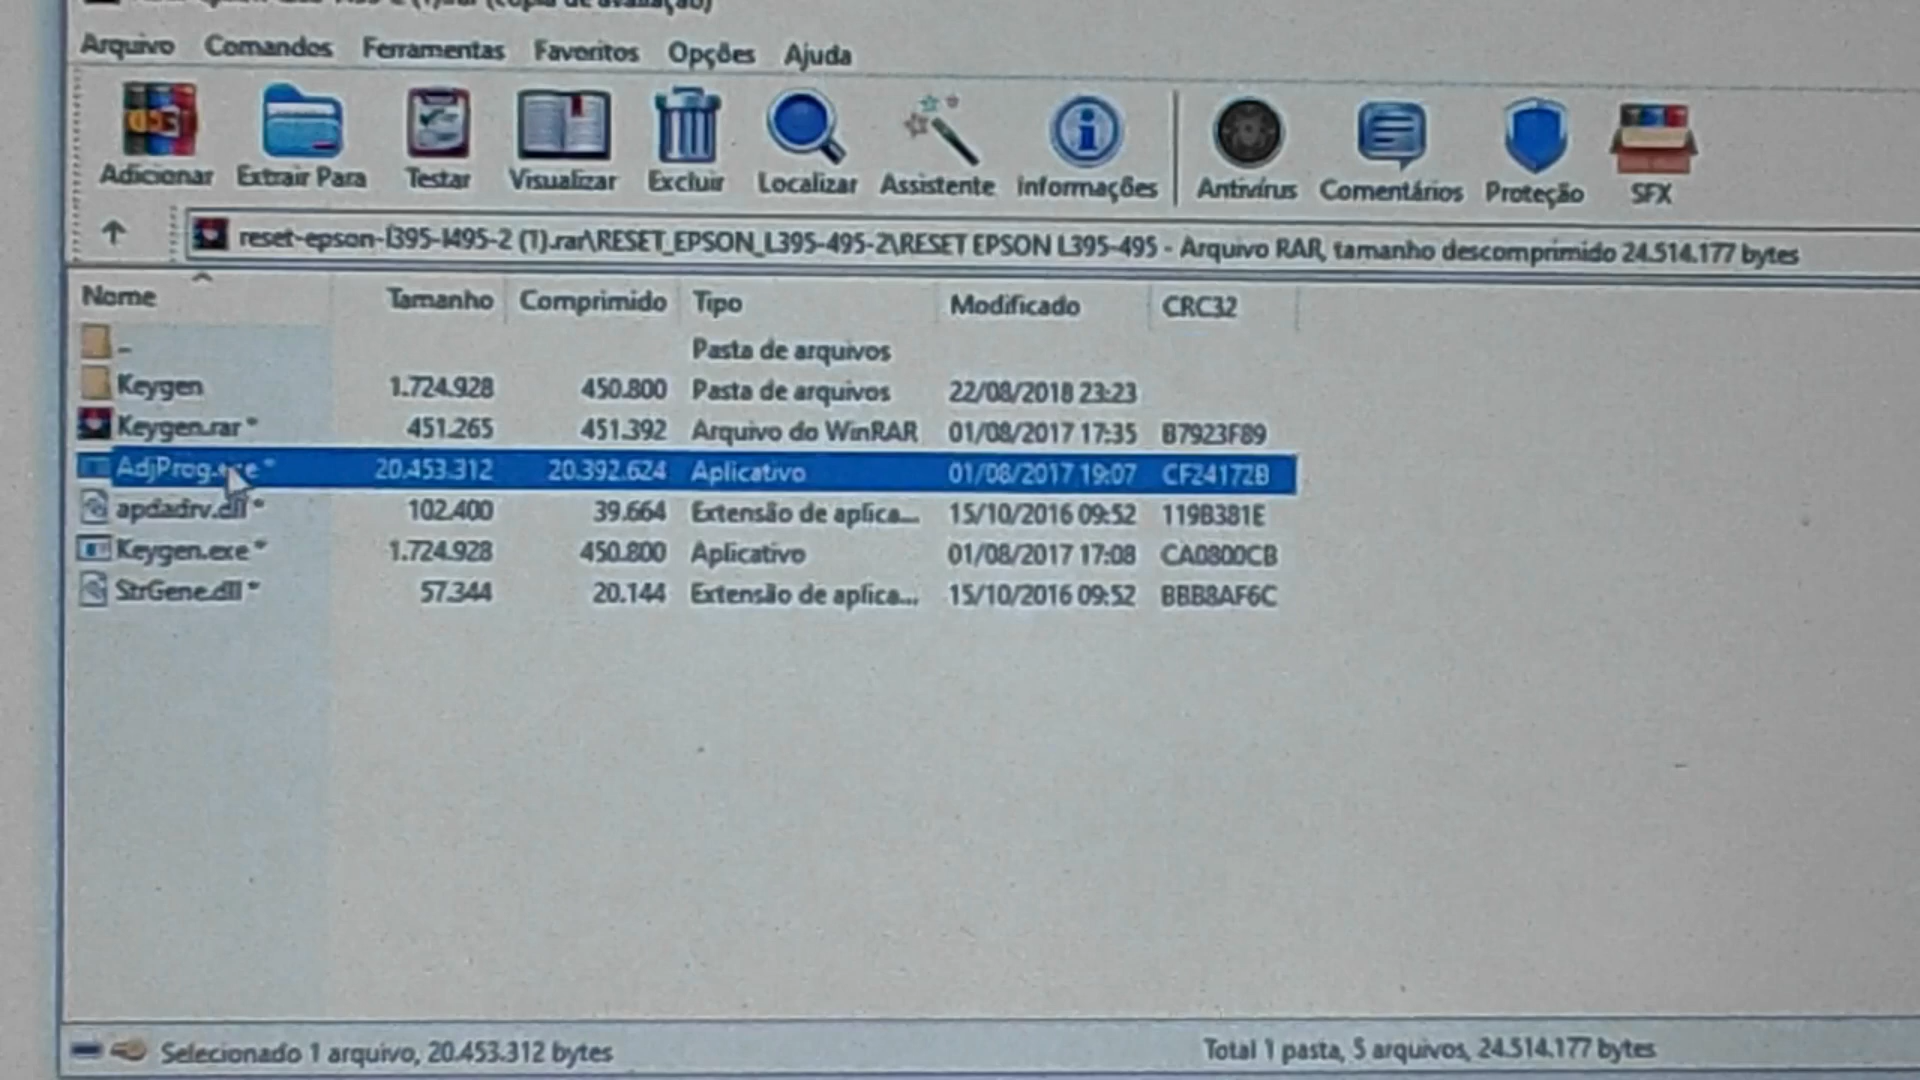 Arquivo Comandos Ferramentas Favoritos Opções Ajuda
Adicionar Extrair Para Testar Visualizar Excluir Localizar Assistente Informações Antivírus Comentários Proteção SFX
reset-epson-l395-l495-2 (1).rar\RESET_EPSON_L395-495-2\RESET EPSON L395-495 - Arquivo RAR, tamanho descomprimido 24.514.177 bytes
Nome Tamanho Comprimido Tipo Modificado CRC32
.. Pasta de arquivos
Keygen 1.724.928 450.800 Pasta de arquivos 22/08/2018 23:23
Keygen.rar * 451.265 451.392 Arquivo do WinRAR 01/08/2017 17:35 B7923F89
AdjProg.exe * 20.453.312 20.392.624 Aplicativo 01/08/2017 19:07 CF24172B
apdadrv.dll * 102.400 39.664 Extensão de aplica... 15/10/2016 09:52 119B381E
Keygen.exe * 1.724.928 450.800 Aplicativo 01/08/2017 17:08 CA0800CB
StrGene.dll * 57.344 20.144 Extensão de aplica... 15/10/2016 09:52 BBB8AF6C
Selecionado 1 arquivo, 20.453.312 bytes Total 1 pasta, 5 arquivos, 24.514.177 bytes